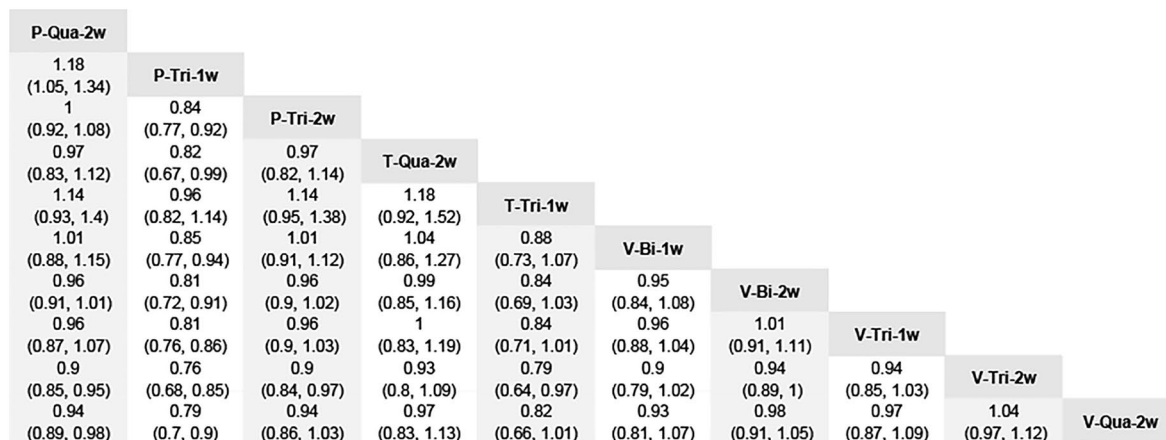 P-Qua-2w
1.18
(1.05, 1.34) P-Tri-1w
1 0.84
(0.92, 1.08) (0.77, 0.92) P-Tri-2w
0.97 0.82 0.97
(0.83, 1.12) (0.67, 0.99) (0.82, 1.14) T-Qua-2w
1.14 0.96 1.14 1.18
(0.93, 1.4) (0.82, 1.14) (0.95, 1.38) (0.92, 1.52) T-Tri-1w
1.01 0.85 1.01 1.04 0.88
(0.88, 1.15) (0.77, 0.94) (0.91, 1.12) (0.86, 1.27) (0.73, 1.07) V-Bi-1w
0.96 0.81 0.96 0.99 0.84 0.95
(0.91, 1.01) (0.72, 0.91) (0.9, 1.02) (0.85, 1.16) (0.69, 1.03) (0.84, 1.08) V-Bi-2w
0.96 0.81 0.96 1 0.84 0.96 1.01
(0.87, 1.07) (0.76, 0.86) (0.9, 1.03) (0.83, 1.19) (0.71, 1.01) (0.88, 1.04) (0.91, 1.11) V-Tri-1w
0.9 0.76 0.9 0.93 0.79 0.9 0.94 0.94
(0.85, 0.95) (0.68, 0.85) (0.84, 0.97) (0.8, 1.09) (0.64, 0.97) (0.79, 1.02) (0.89, 1) (0.85, 1.03) V-Tri-2w
0.94 0.79 0.94 0.97 0.82 0.93 0.98 0.97 1.04
(0.89, 0.98) (0.7, 0.9) (0.86, 1.03) (0.83, 1.13) (0.66, 1.01) (0.81, 1.07) (0.91, 1.05) (0.87, 1.09) (0.97, 1.12) V-Qua-2w